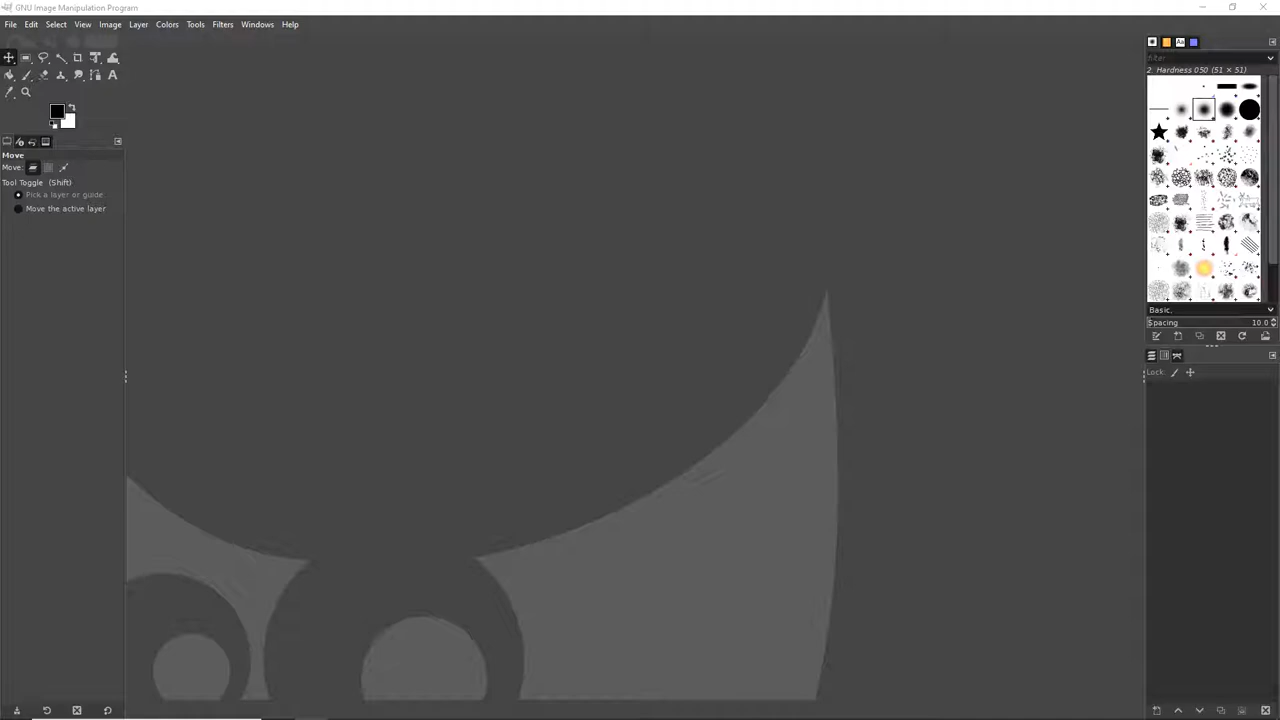 GNU Image Manipulation Program
File Edit Select View Image Layer Colors Tools Filters Windows Help
filter
2. Hardness 050 (51 × 51)
Move
Move:
Tool Toggle (Shift)
Pick a layer or guide
Move the active layer
Basic,
Spacing 10.0
Lock: